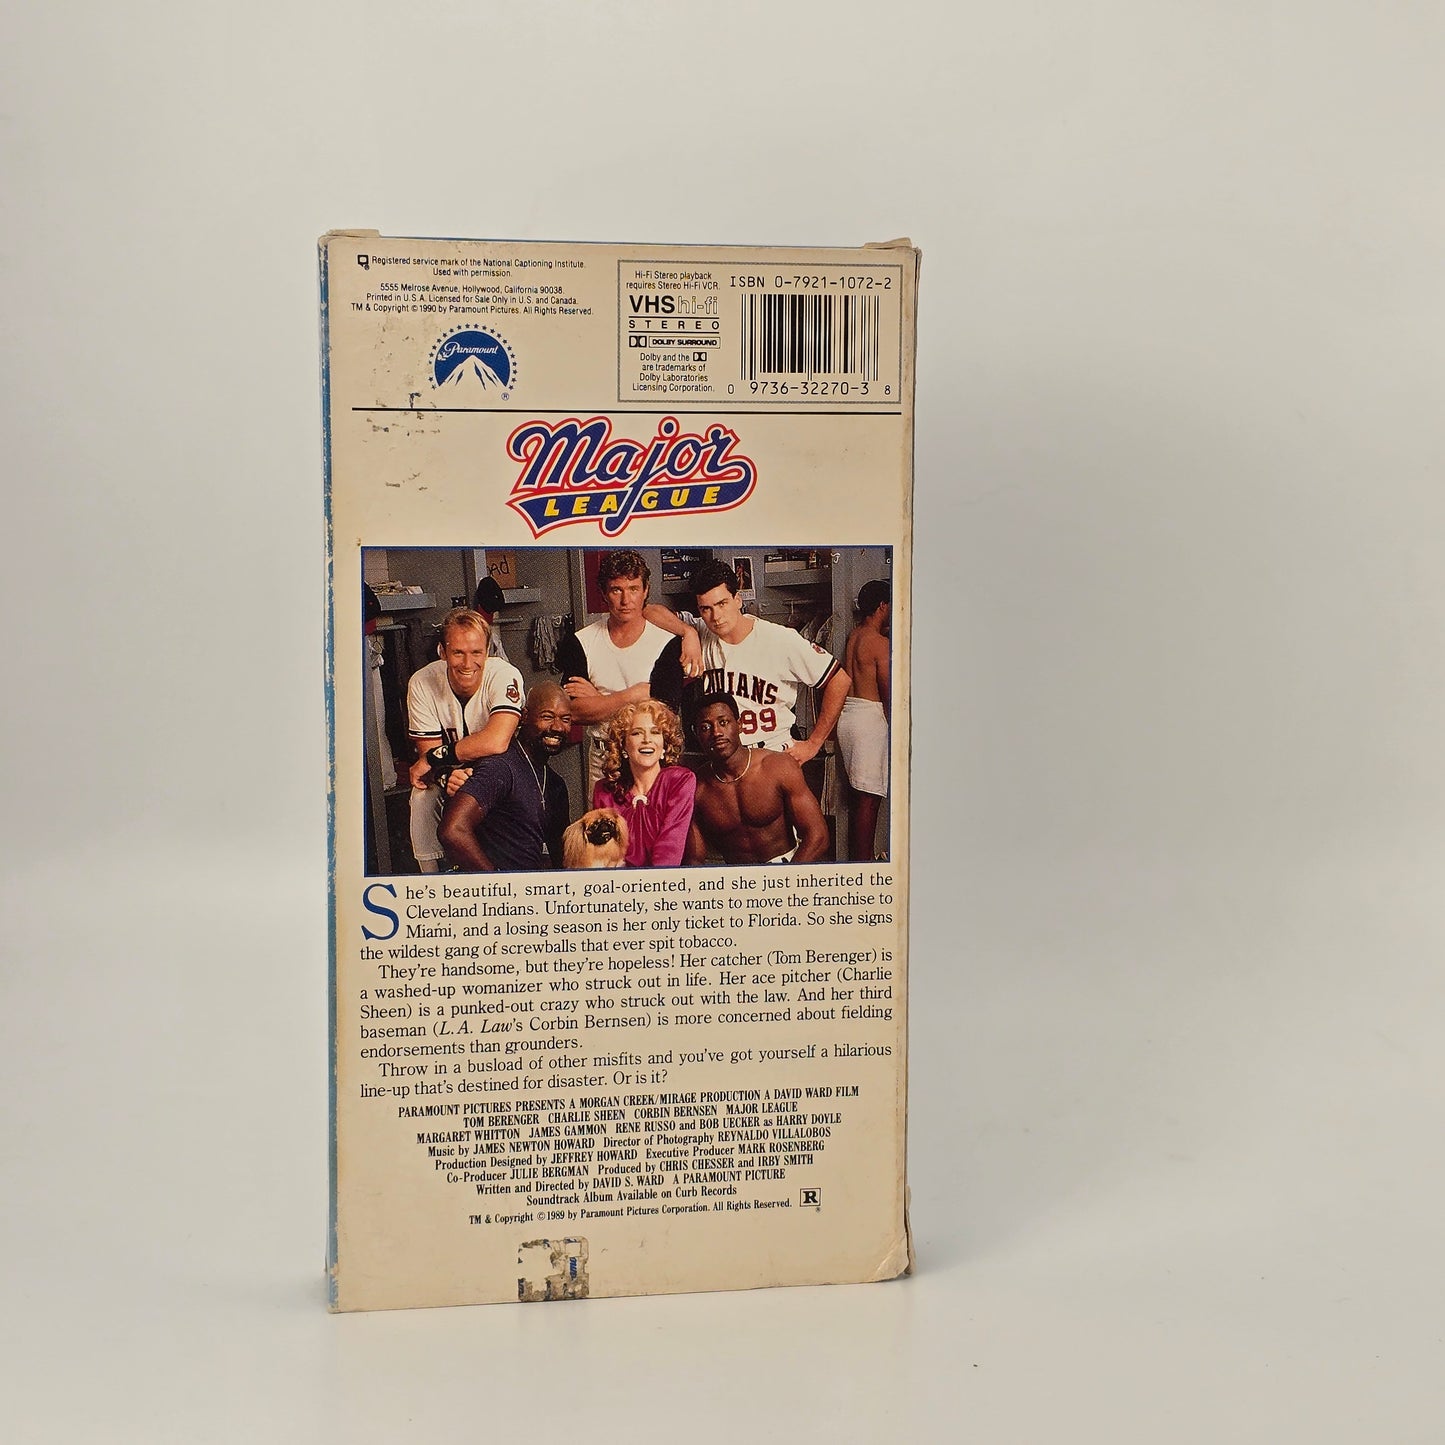 Registered service mark of the National Captioning Institute.
Used with permission.
5555 Melrose Avenue, Hollywood, California 90038.
Printed in U.S.A. Licensed for Sale Only in U.S. and Canada.
TM & Copyright © 1990 by Paramount Pictures. All Rights Reserved.
Paramount
®
Hi-Fi Stereo playback
requires Stereo Hi-Fi VCR.
VHS hi-fi
STEREO
DOLBY SURROUND
Dolby and the
are trademarks of
Dolby Laboratories
Licensing Corporation.
ISBN 0-7921-1072-2
0 9736-32270-3 8
Major
LEAGUE
INDIANS
99
She's beautiful, smart, goal-oriented, and she just inherited the
Cleveland Indians. Unfortunately, she wants to move the franchise to
Miami, and a losing season is her only ticket to Florida. So she signs
the wildest gang of screwballs that ever spit tobacco.
They're handsome, but they're hopeless! Her catcher (Tom Berenger) is
a washed-up womanizer who struck out in life. Her ace pitcher (Charlie
Sheen) is a punked-out crazy who struck out with the law. And her third
baseman (L.A. Law's Corbin Bernsen) is more concerned about fielding
endorsements than grounders.
Throw in a busload of other misfits and you've got yourself a hilarious
line-up that's destined for disaster. Or is it?
PARAMOUNT PICTURES PRESENTS A MORGAN CREEK/MIRAGE PRODUCTION A DAVID WARD FILM
TOM BERENGER CHARLIE SHEEN CORBIN BERNSEN MAJOR LEAGUE
MARGARET WHITTON JAMES GAMMON RENE RUSSO and BOB UECKER as HARRY DOYLE
Music by JAMES NEWTON HOWARD Director of Photography REYNALDO VILLALOBOS
Production Designed by JEFFREY HOWARD Executive Producer MARK ROSENBERG
Co-Producer JULIE BERGMAN Produced by CHRIS CHESSER and IRBY SMITH
Written and Directed by DAVID S. WARD A PARAMOUNT PICTURE
Soundtrack Album Available on Curb Records
TM & Copyright © 1989 by Paramount Pictures Corporation. All Rights Reserved. R
®